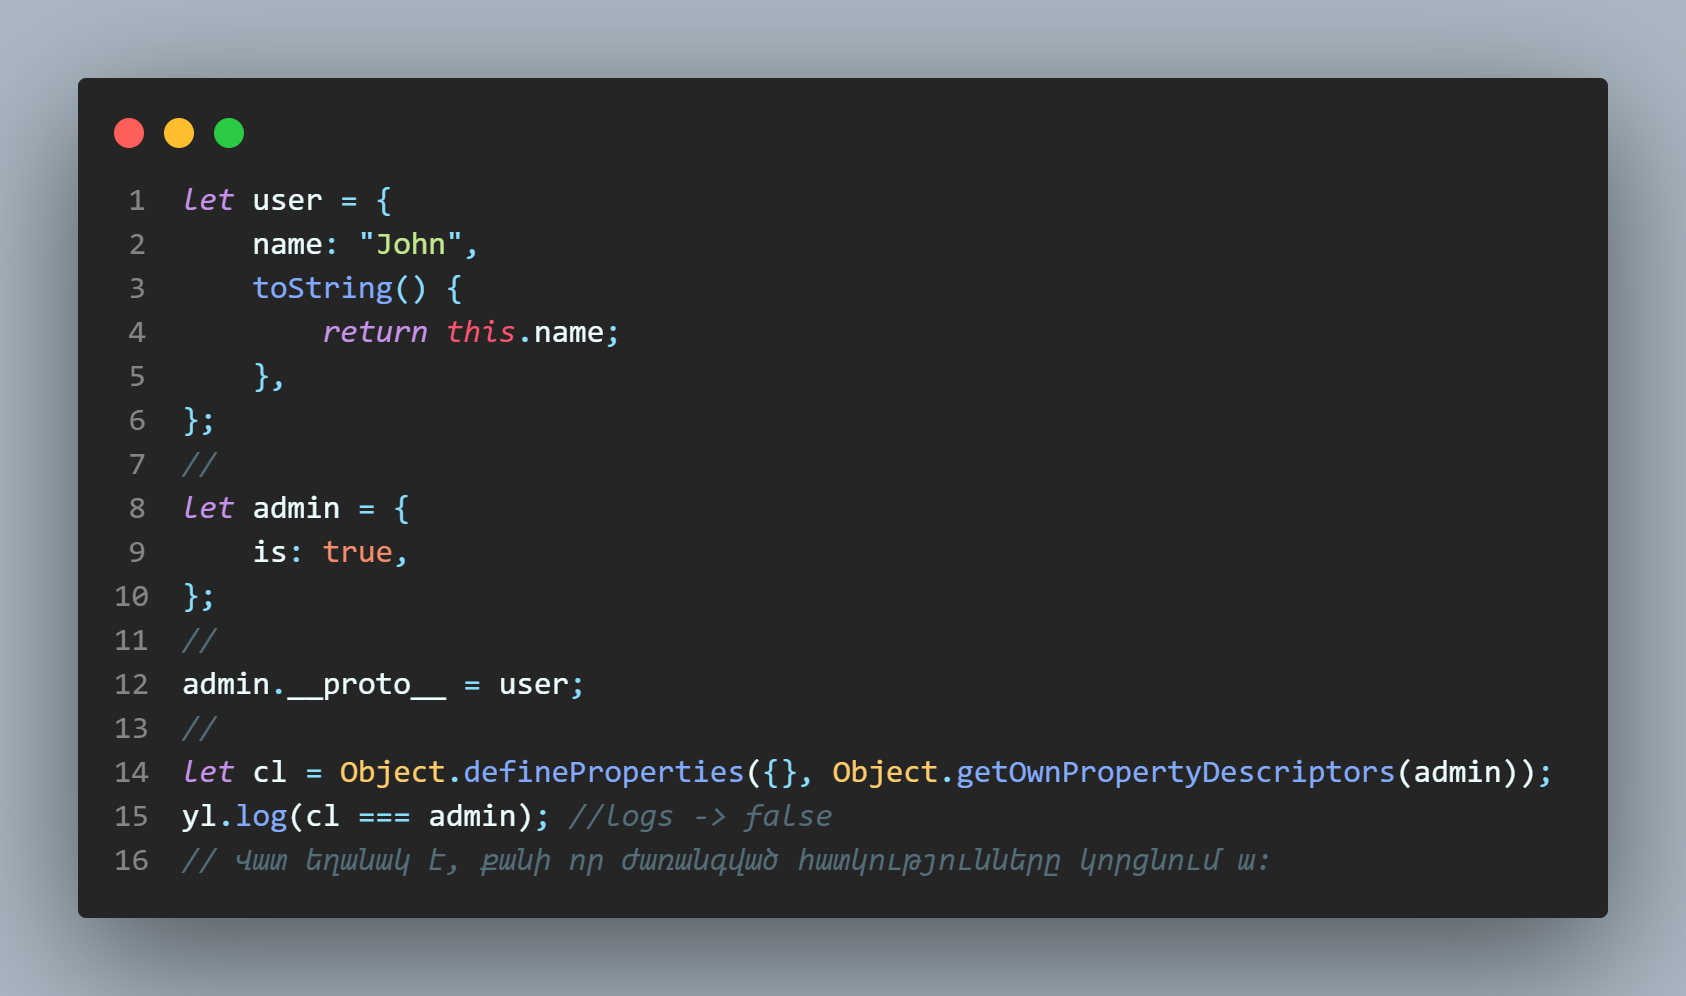 1 let user = {
2     name: "John",
3     toString() {
4         return this.name;
5     },
6 };
7 //
8 let admin = {
9     is: true,
10 };
11 //
12 admin.__proto__ = user;
13 //
14 let cl = Object.defineProperties({}, Object.getOwnPropertyDescriptors(admin));
15 yl.log(cl === admin); //logs -> false
16 // Վատ եղանակ է, քանի որ ժառանգված հատկությունները կորցնում ա: